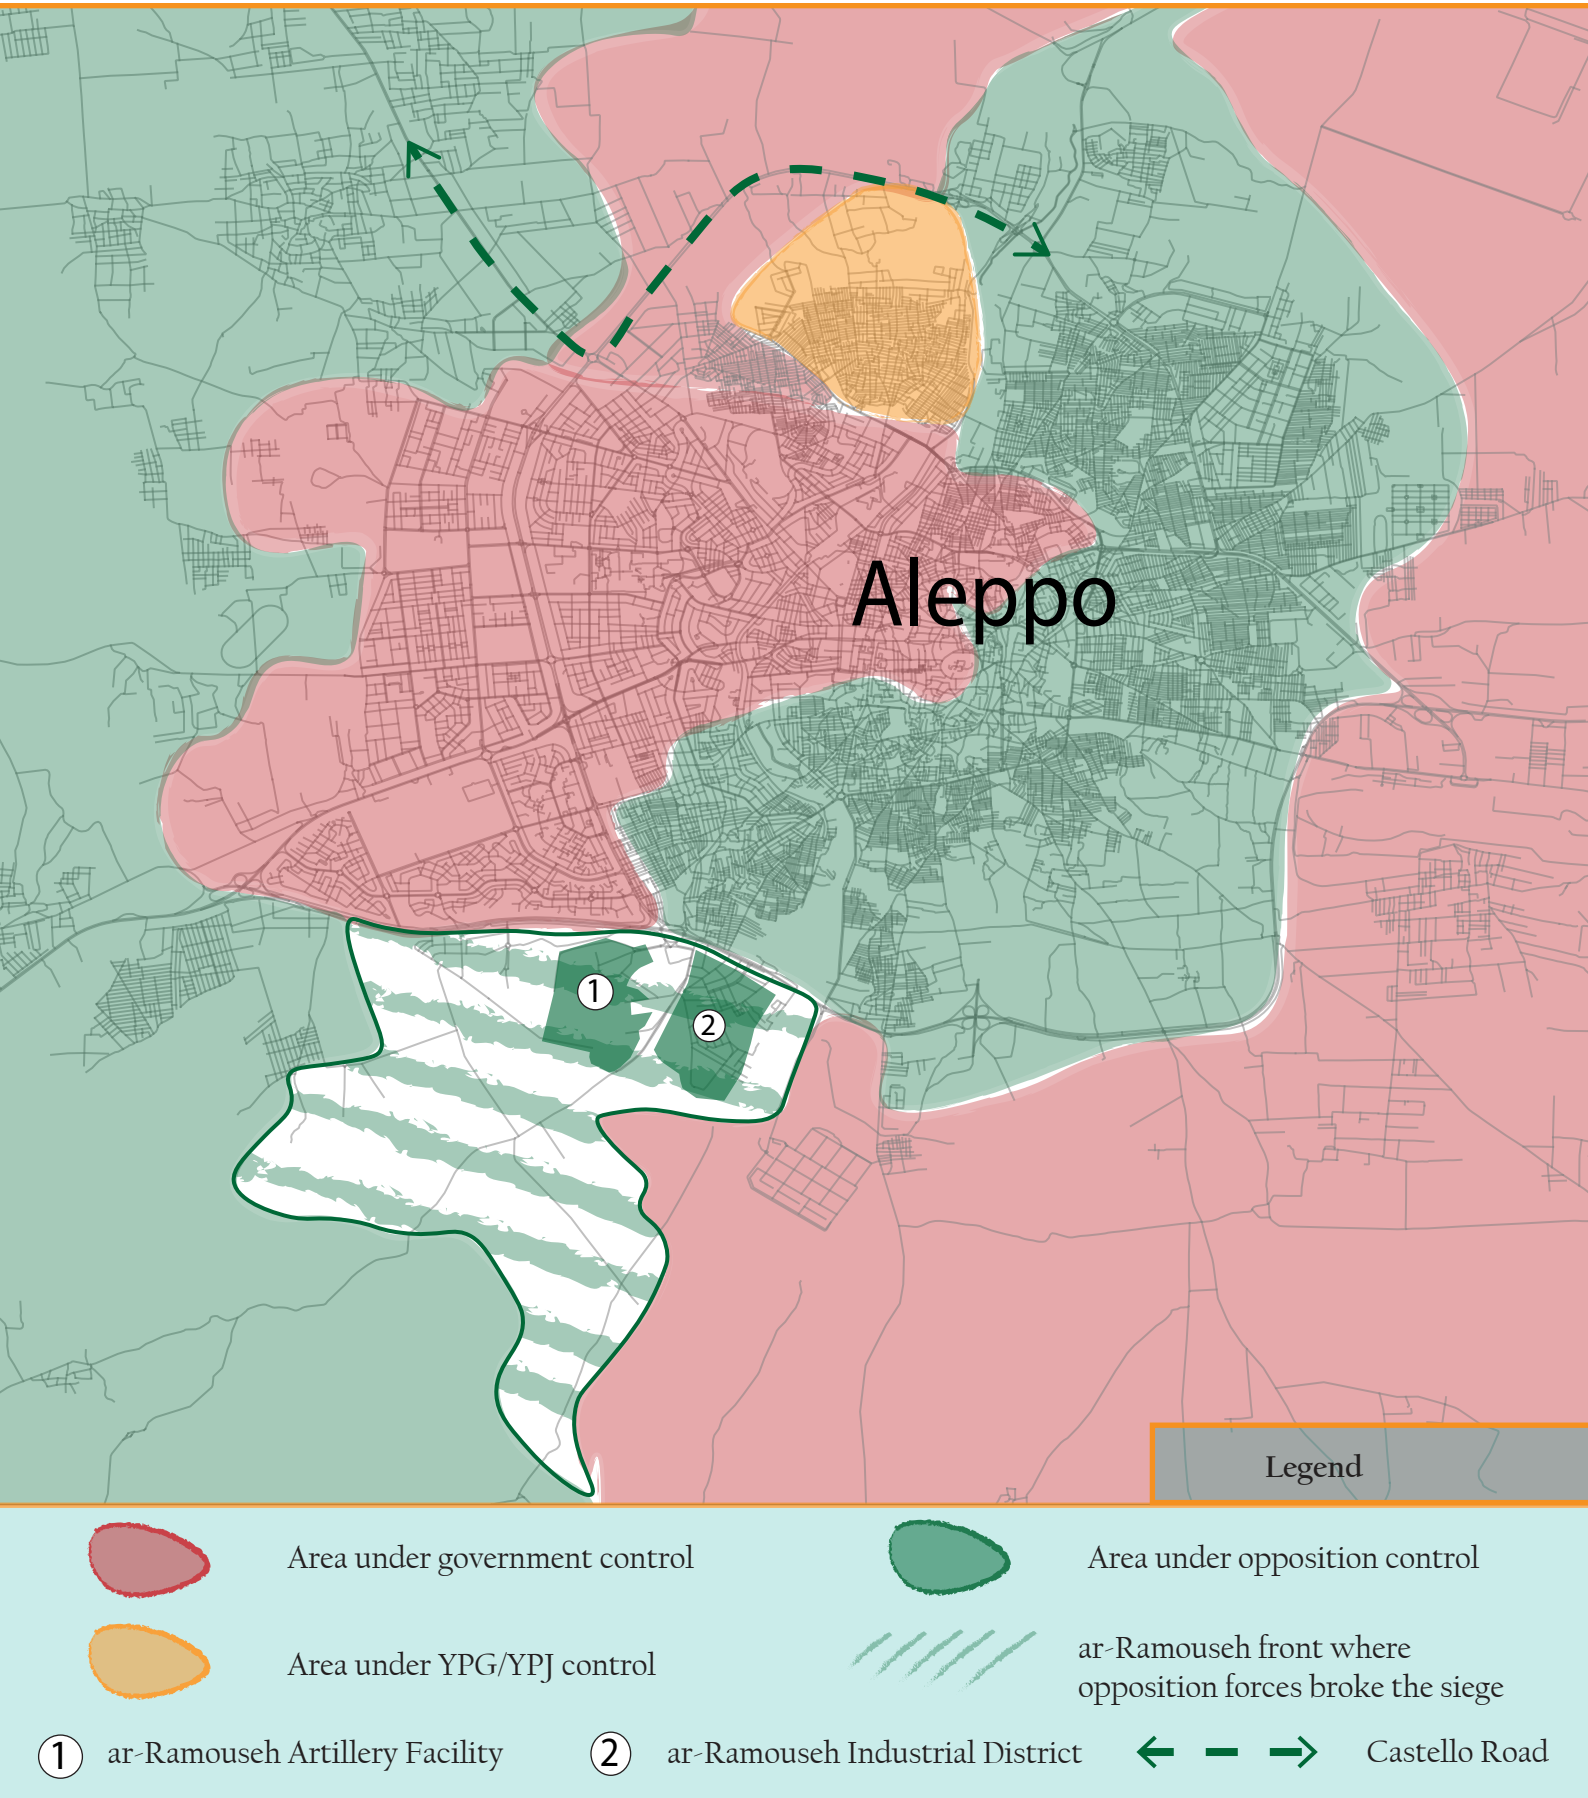 Aleppo
1
2
Legend
Area under government control
Area under opposition control
Area under YPG/YPJ control
ar-Ramouseh front where
opposition forces broke the siege
1 ar-Ramouseh Artillery Facility
2 ar-Ramouseh Industrial District
Castello Road